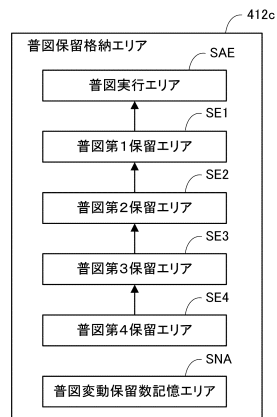 412c
普図保留格納エリア
SAE
普図実行エリア
SE1
普図第1保留エリア
SE2
普図第2保留エリア
SE3
普図第3保留エリア
SE4
普図第4保留エリア
SNA
普図変動保留数記憶エリア